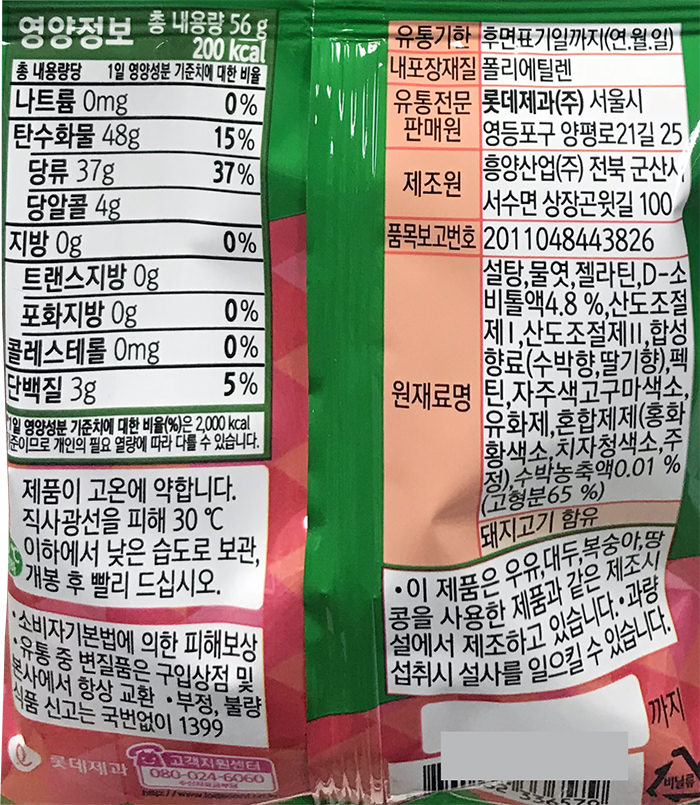 영양정보 총 내용량 56 g
200 kcal
총 내용량당 1일 영양성분 기준치에 대한 비율
나트륨 0mg 0%
탄수화물 48g 15%
당류 37g 37%
당알콜 4g
지방 0g 0%
트랜스지방 0g
포화지방 0g 0%
콜레스테롤 0mg 0%
단백질 3g 5%
1일 영양성분 기준치에 대한 비율(%)은 2,000 kcal
기준이므로 개인의 필요 열량에 따라 다를 수 있습니다.
제품이 고온에 약합니다.
직사광선을 피해 30 ℃
이하에서 낮은 습도로 보관,
개봉 후 빨리 드십시오.
•소비자기본법에 의한 피해보상
•유통 중 변질품은 구입상점 및
본사에서 항상 교환 •부정, 불량
식품 신고는 국번없이 1399
롯데제과 고객지원센터
080-024-6060
유통기한 후면표기일까지(연.월.일)
내포장재질 폴리에틸렌
유통전문 롯데제과(주) 서울시
판매원 영등포구 양평로21길 25
제조원 흥양산업(주) 전북 군산시
서수면 상장곤윗길 100
품목보고번호 2011048443826
원재료명 설탕,물엿,젤라틴,D-소
비톨액4.8 %,산도조절
제I,산도조절제II,합성
향료(수박향,딸기향),펙
틴,자주색고구마색소,
유화제,혼합제제(홍화
황색소,치자청색소,주
정),수박농축액0.01 %
(고형분65 %)
돼지고기 함유
•이 제품은 우유,대두,복숭아,땅
콩을 사용한 제품과 같은 제조시
설에서 제조하고 있습니다.•과량
섭취시 설사를 일으킬 수 있습니다.
까지
비닐류